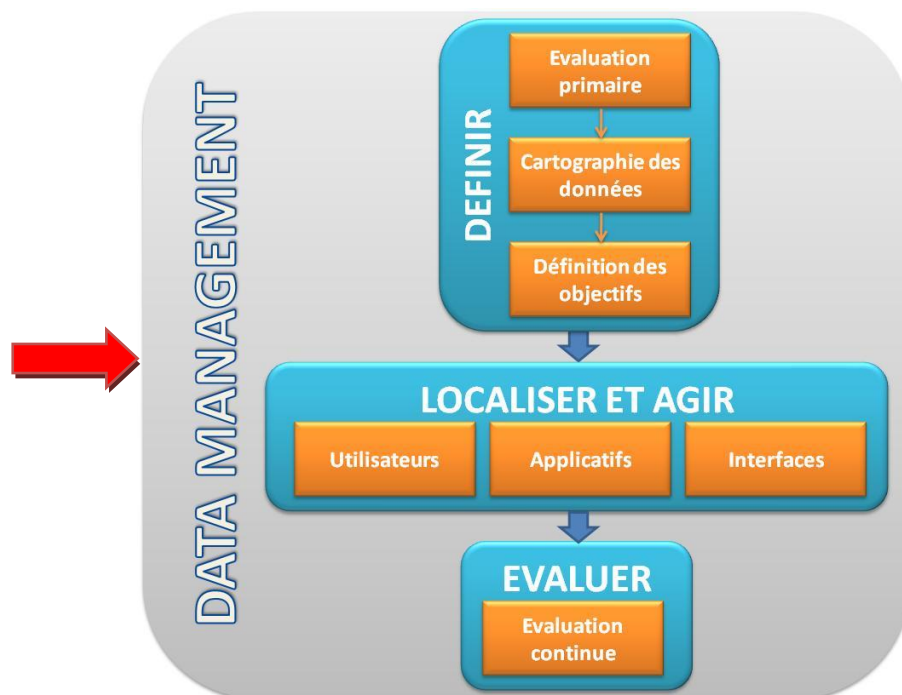 DATA MANAGEMENT
DEFINIR
Evaluation
primaire
Cartographie des
données
Définition des
objectifs
LOCALISER ET AGIR
Utilisateurs
Applicatifs
Interfaces
EVALUER
Evaluation
continue